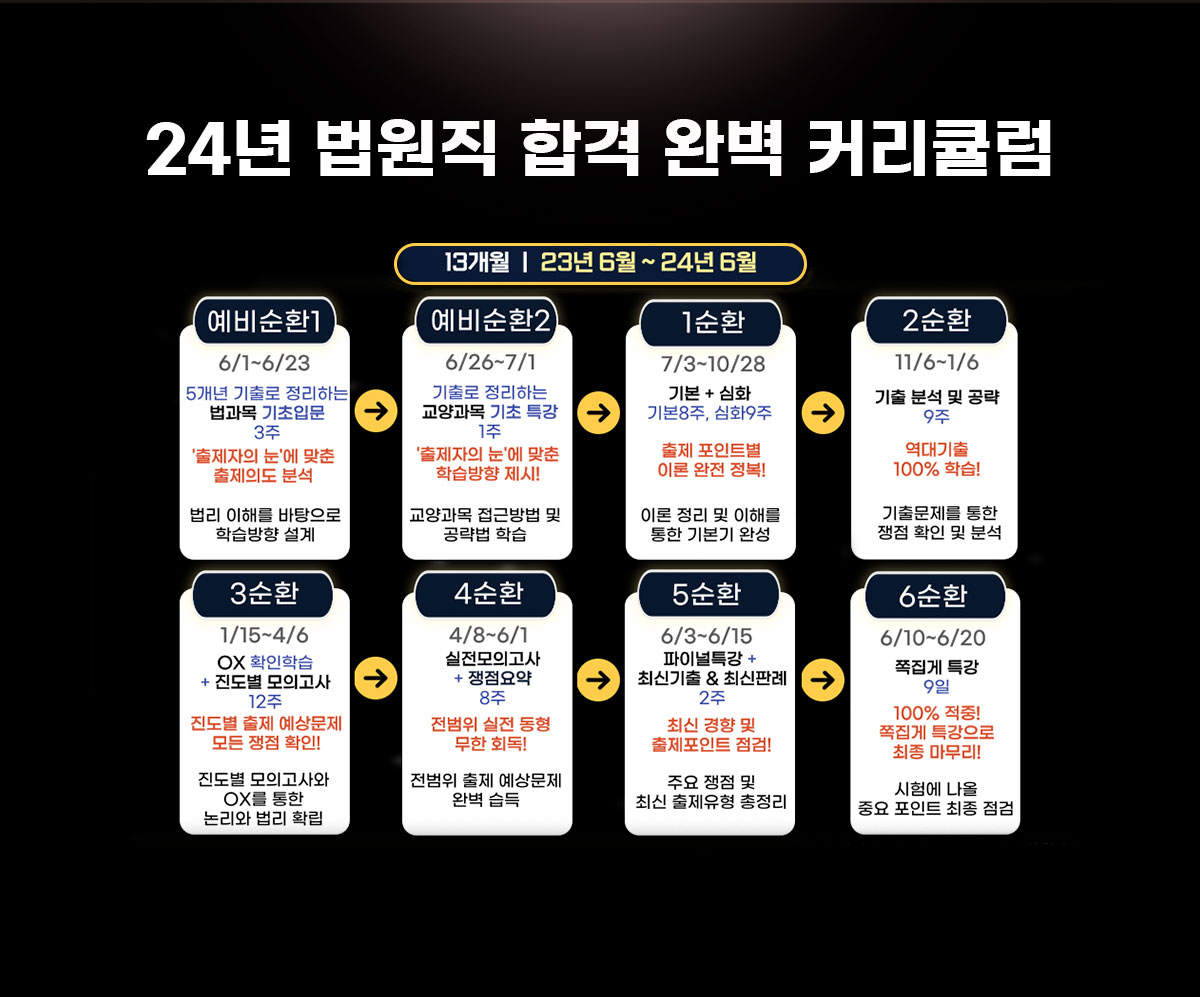 24년 법원직 합격 완벽 커리큘럼
13개월 | 23년 6월 ~ 24년 6월
예비순환1
6/1~6/23
5개년 기출로 정리하는
법과목 기초입문
3주
'출제자의 눈'에 맞춘
출제의도 분석
법리 이해를 바탕으로
학습방향 설계
예비순환2
6/26~7/1
기출로 정리하는
교양과목 기초 특강
1주
'출제자의 눈'에 맞춘
학습방향 제시!
교양과목 접근방법 및
공략법 학습
1순환
7/3~10/28
기본 + 심화
기본8주, 심화9주
출제 포인트별
이론 완전 정복!
이론 정리 및 이해를
통한 기본기 완성
2순환
11/6~1/6
기출 분석 및 공략
9주
역대기출
100% 학습!
기출문제를 통한
쟁점 확인 및 분석
3순환
1/15~4/6
OX 확인학습
+ 진도별 모의고사
12주
진도별 출제 예상문제
모든 쟁점 확인!
진도별 모의고사와
OX를 통한
논리와 법리 확립
4순환
4/8~6/1
실전모의고사
+ 쟁점요약
8주
전범위 실전 동형
무한 회독!
전범위 출제 예상문제
완벽 습득
5순환
6/3~6/15
파이널특강 +
최신기출 & 최신판례
2주
최신 경향 및
출제포인트 점검!
주요 쟁점 및
최신 출제유형 총정리
6순환
6/10~6/20
쪽집게 특강
9일
100% 적중!
쪽집게 특강으로
최종 마무리!
시험에 나올
중요 포인트 최종 점검